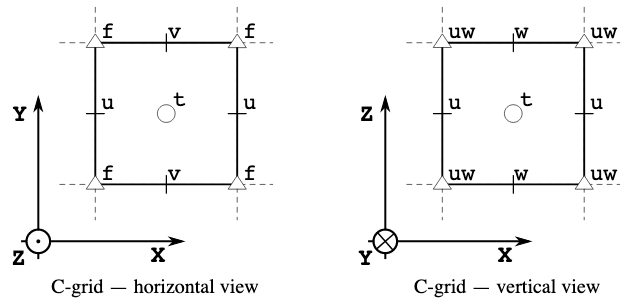 f v f uw w uw
u t u u t u
Y Z
f v f uw w uw
Z X Y X
C-grid — horizontal view C-grid — vertical view